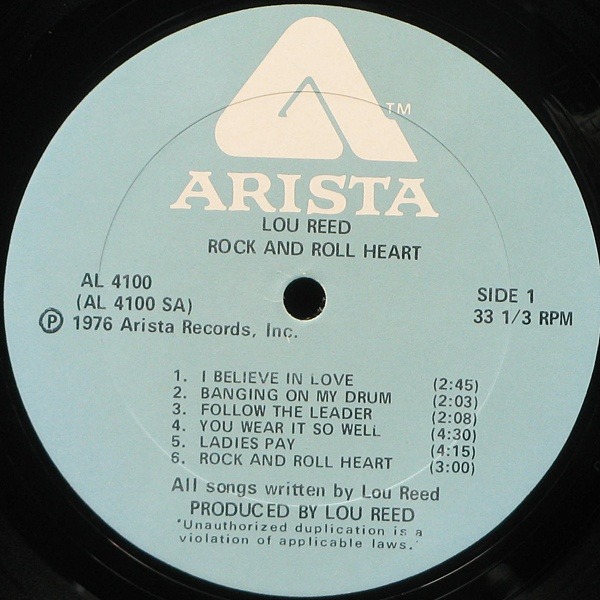 TM
ARISTA
LOU REED
ROCK AND ROLL HEART
AL 4100
(AL 4100 SA)
Ⓟ 1976 Arista Records, Inc.
SIDE 1
33 1/3 RPM
1. I BELIEVE IN LOVE (2:45)
2. BANGING ON MY DRUM (2:03)
3. FOLLOW THE LEADER (2:08)
4. YOU WEAR IT SO WELL (4:30)
5. LADIES PAY (4:15)
6. ROCK AND ROLL HEART (3:00)
All songs written by Lou Reed
PRODUCED BY LOU REED
"Unauthorized duplication is a
violation of applicable laws."